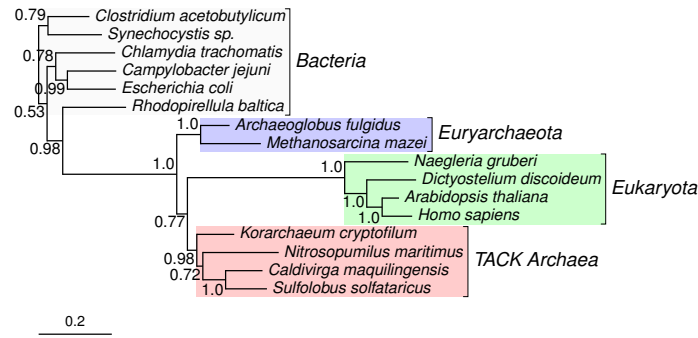 0.79
Clostridium acetobutylicum
Synechocystis sp.
0.78
Chlamydia trachomatis
Bacteria
Campylobacter jejuni
0.99
Escherichia coli
0.53
Rhodopirellula baltica
1.0
Archaeoglobus fulgidus
Euryarchaeota
Methanosarcina mazei
0.98
1.0
1.0
Naegleria gruberi
Dictyostelium discoideum
Eukaryota
1.0
Arabidopsis thaliana
1.0
Homo sapiens
0.77
Korarchaeum cryptofilum
0.98
Nitrosopumilus maritimus
TACK Archaea
0.72
Caldivirga maquilingensis
1.0
Sulfolobus solfataricus
0.2